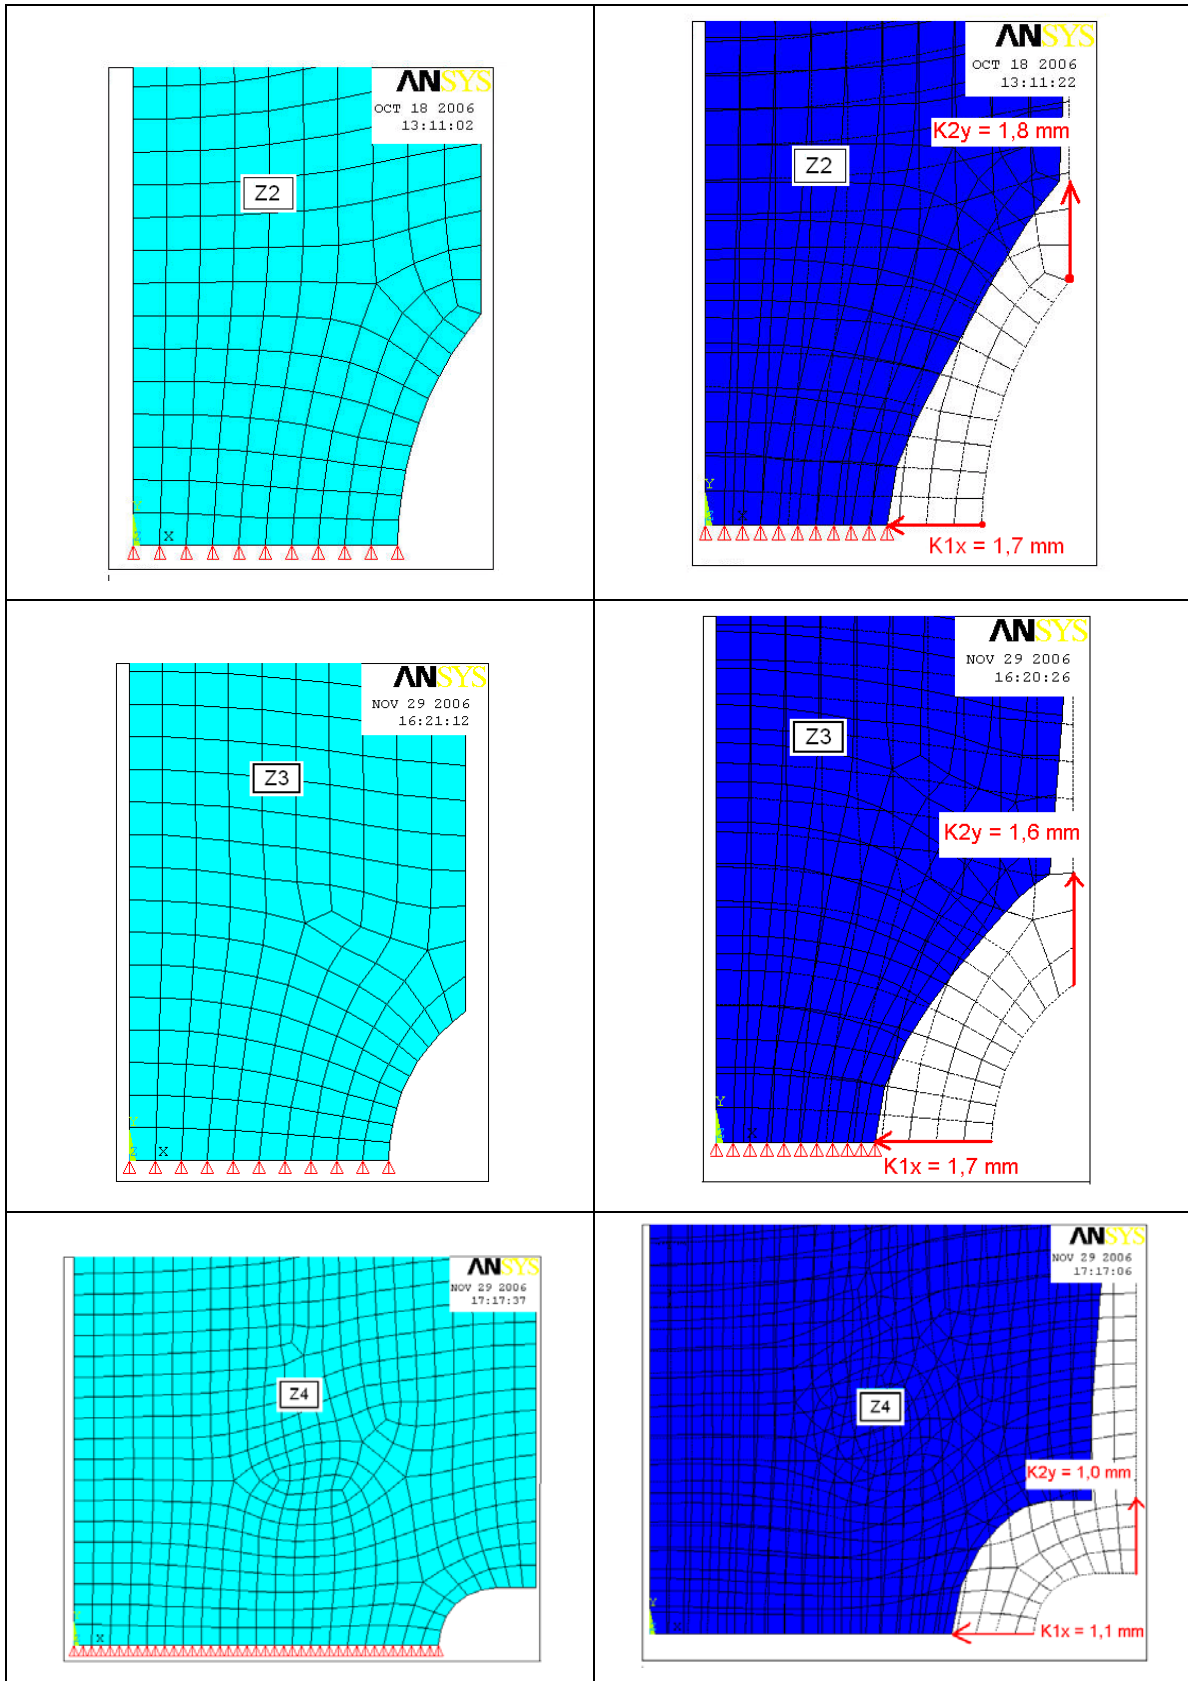 ANSYS
OCT 18 2006
13:11:02
Z2
X
ANSYS
OCT 18 2006
13:11:22
K2y = 1,8 mm
Z2
Y
K1x = 1,7 mm
ANSYS
NOV 29 2006
16:21:12
Z3
X
ANSYS
NOV 29 2006
16:20:26
Z3
K2y = 1,6 mm
Y
X
K1x = 1,7 mm
ANSYS
NOV 29 2006
17:17:37
Z4
X
ANSYS
NOV 29 2006
17:17:06
Z4
K2y = 1,0 mm
Y
K1x = 1,1 mm